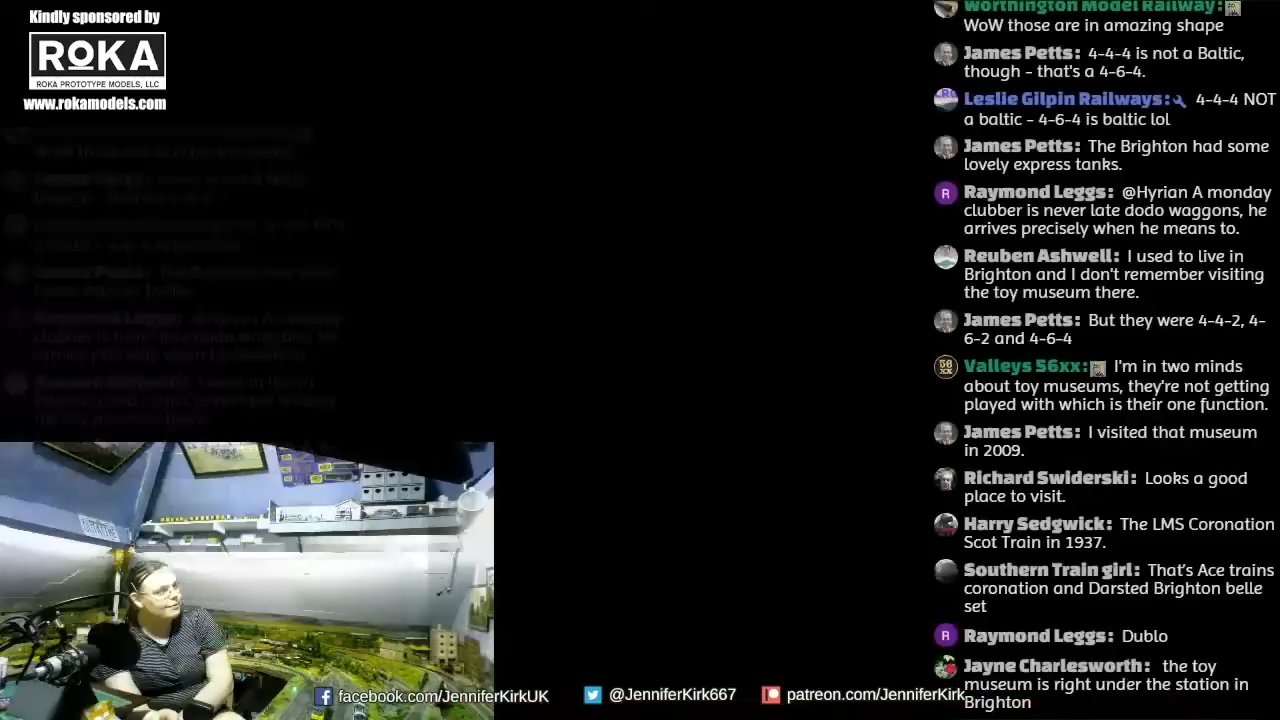 Kindly sponsored by
ROKA
ROKA PROTOTYPE MODELS, LLC
www.rokamodels.com
Worthington Model Railway:
WoW those are in amazing shape
James Petts: 4-4-4 is not a Baltic,
though - that's a 4-6-4.
Leslie Gilpin Railways: 4-4-4 NOT
a baltic - 4-6-4 is baltic lol
James Petts: The Brighton had some
lovely express tanks.
R Raymond Leggs: @Hyrian A monday
clubber is never late dodo waggons, he
arrives precisely when he means to.
Reuben Ashwell: I used to live in
Brighton and I don't remember visiting
the toy museum there.
James Petts: But they were 4-4-2, 4-
6-2 and 4-6-4
56 xx Valleys 56xx: I'm in two minds
about toy museums, they're not getting
played with which is their one function.
James Petts: I visited that museum
in 2009.
Richard Swiderski: Looks a good
place to visit.
Harry Sedgwick: The LMS Coronation
Scot Train in 1937.
Southern Train girl: That's Ace trains
coronation and Darsted Brighton belle
set
R Raymond Leggs: Dublo
Jayne Charlesworth: the toy
museum is right under the station in
Brighton
facebook.com/JenniferKirkUK
@JenniferKirk667
patreon.com/JenniferKirk